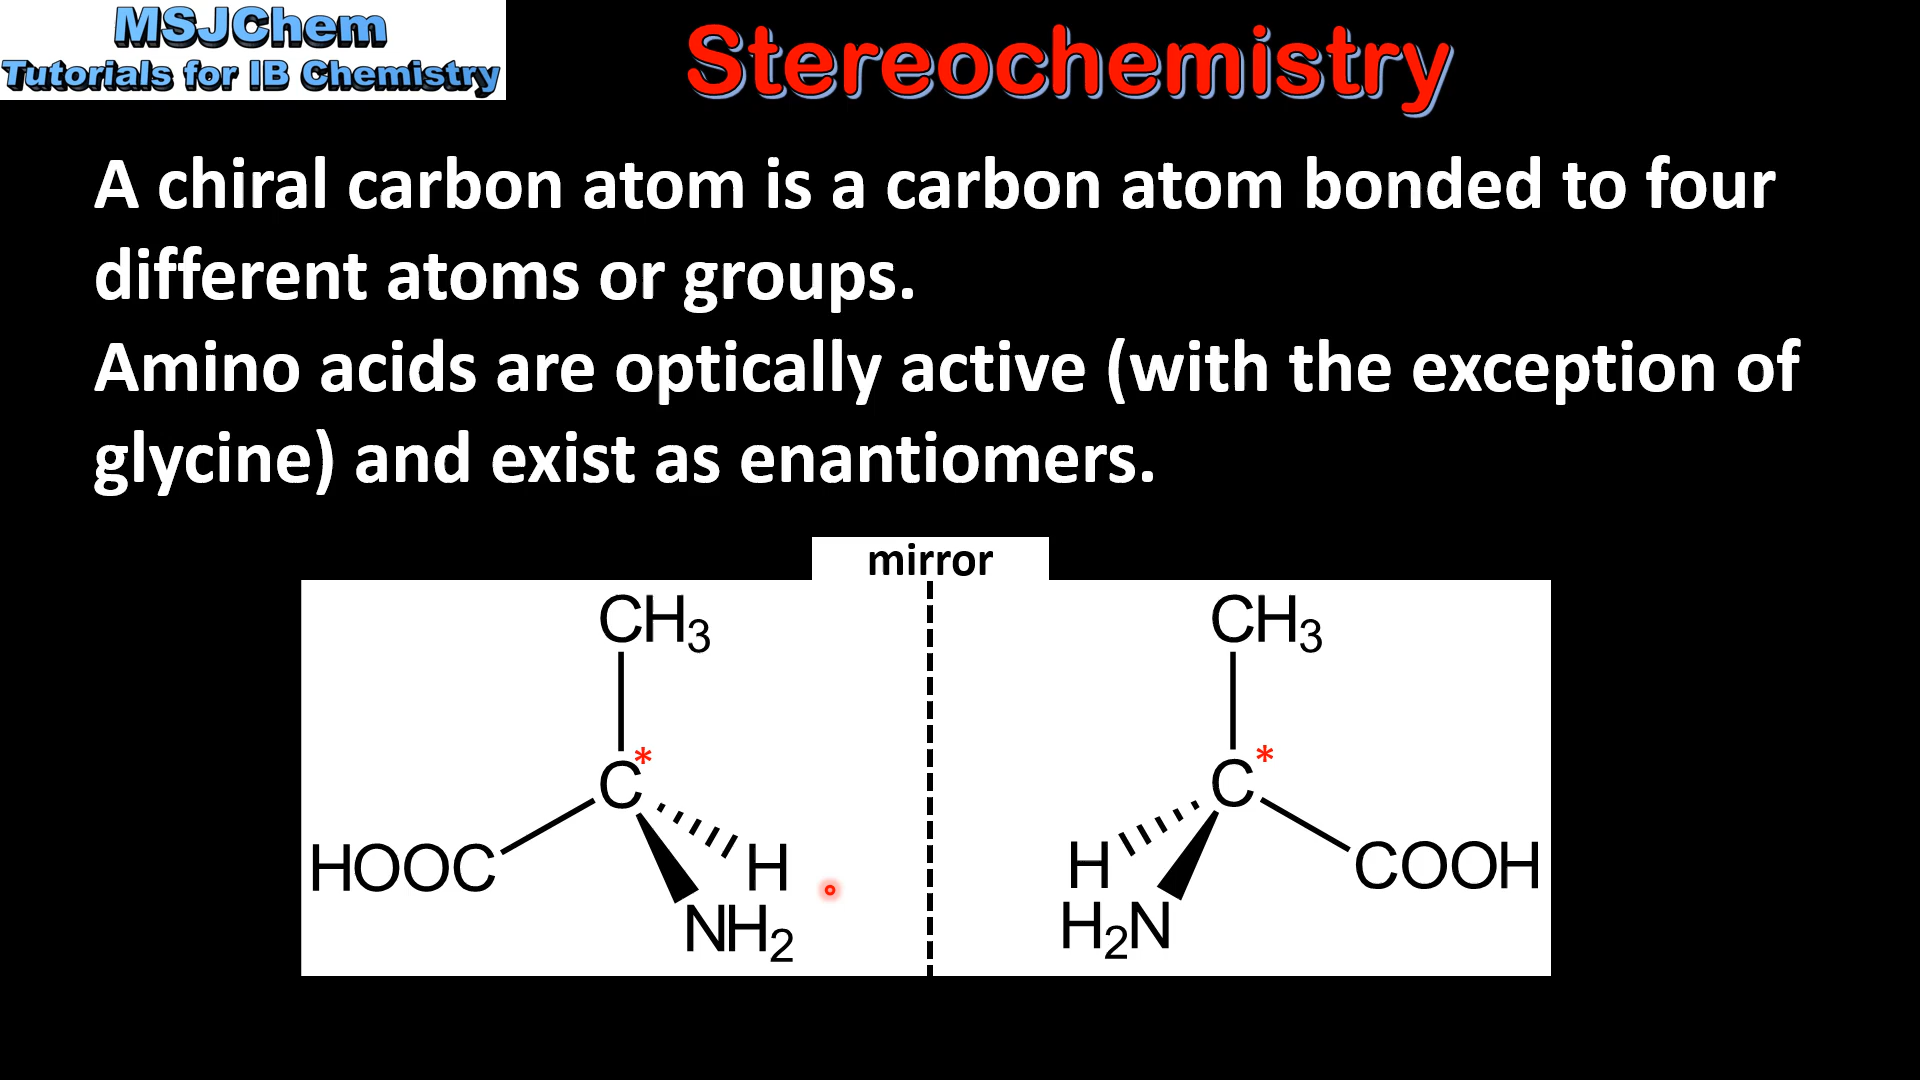 MSJChem
Tutorials for IB Chemistry
Stereochemistry
A chiral carbon atom is a carbon atom bonded to four
different atoms or groups.
Amino acids are optically active (with the exception of
glycine) and exist as enantiomers.
mirror
CH3
C*
HOOC
H
NH2
CH3
C*
H
COOH
H2N